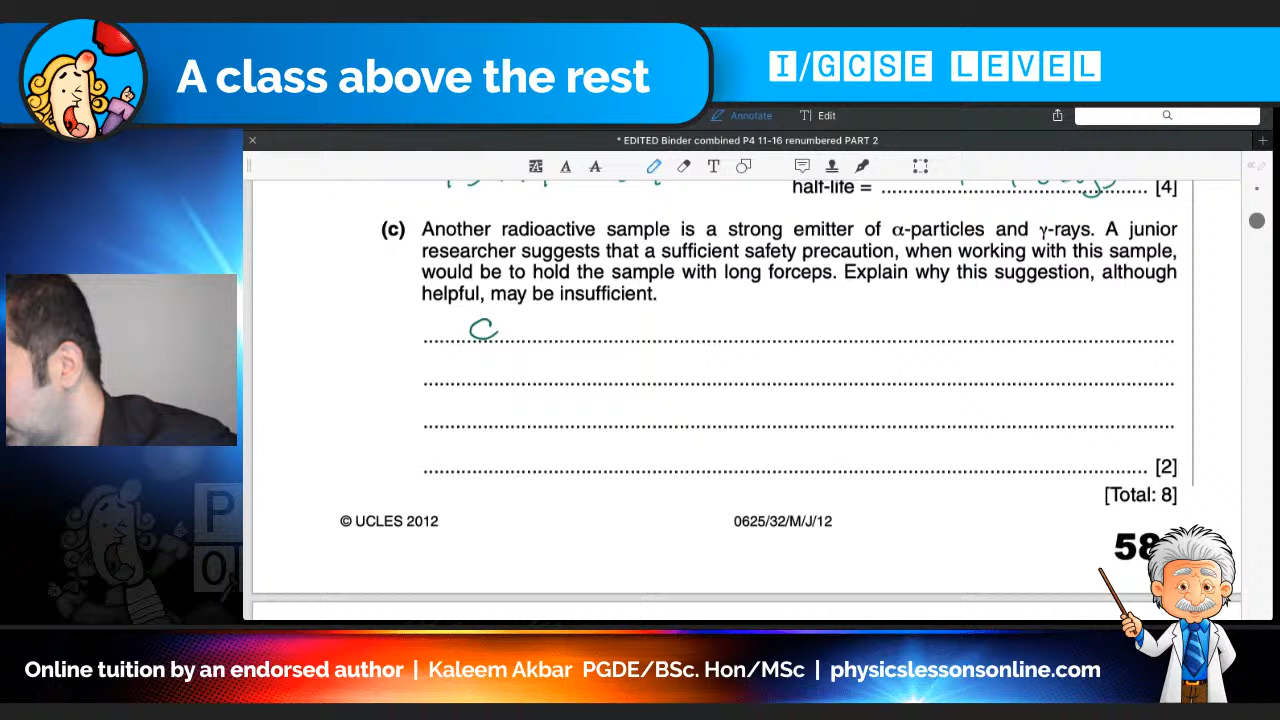 A class above the rest
I/GCSE LEVEL
Annotate
T| Edit
* EDITED Binder combined P4 11-16 renumbered PART 2
half-life = ........ [4]
(c) Another radioactive sample is a strong emitter of α-particles and γ-rays. A junior
researcher suggests that a sufficient safety precaution, when working with this sample,
would be to hold the sample with long forceps. Explain why this suggestion, although
helpful, may be insufficient.
C
[2]
[Total: 8]
© UCLES 2012
0625/32/M/J/12
58
P
O
Online tuition by an endorsed author | Kaleem Akbar PGDE/BSc. Hon/MSc | physicslessonsonline.com